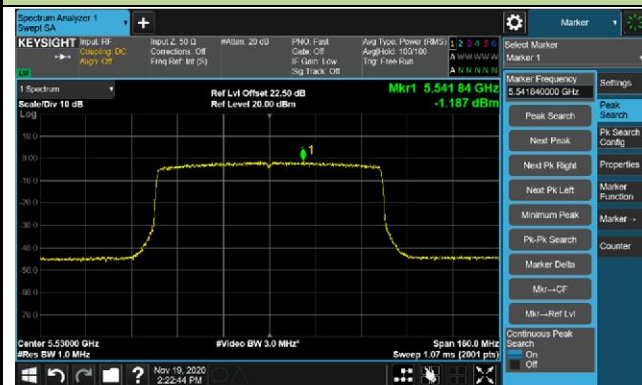 Spectrum Analyzer 1
Swept SA
Marker
KEYSIGHT
Input: RF
Coupling: DC
Align: Off
Input Z: 50 Ω
Corrections: Off
Freq Ref: Int (S)
#Atten: 20 dB
PNO: Fast
Gate: Off
IF Gain: Low
Sig Track: Off
Avg Type: Power (RMS)
Avg|Hold: 100/100
Trig: Free Run
1 2 3 4 5 6
A W W W W W
A N N N N N
LW
Select Marker
Marker 1
1 Spectrum
Scale/Div 10 dB
Log
Ref Lvl Offset 22.50 dB
Ref Level 20.00 dBm
Mkr1 5.541 84 GHz
-1.187 dBm
1
10.0
0.00
-10.0
-20.0
-30.0
-40.0
-50.0
-60.0
-70.0
Center 5.53000 GHz
#Res BW 1.0 MHz
#Video BW 3.0 MHz*
Span 160.0 MHz
Sweep 1.07 ms (2001 pts)
Marker Frequency
5.541840000 GHz
Peak Search
Next Peak
Next Pk Right
Next Pk Left
Minimum Peak
Pk-Pk Search
Marker Delta
Mkr→CF
Mkr→Ref Lvl
Continuous Peak
Search
On
Off
Settings
Peak
Search
Pk Search
Config
Properties
Marker
Function
Marker→
Counter
Nov 19, 2020
2:22:44 PM